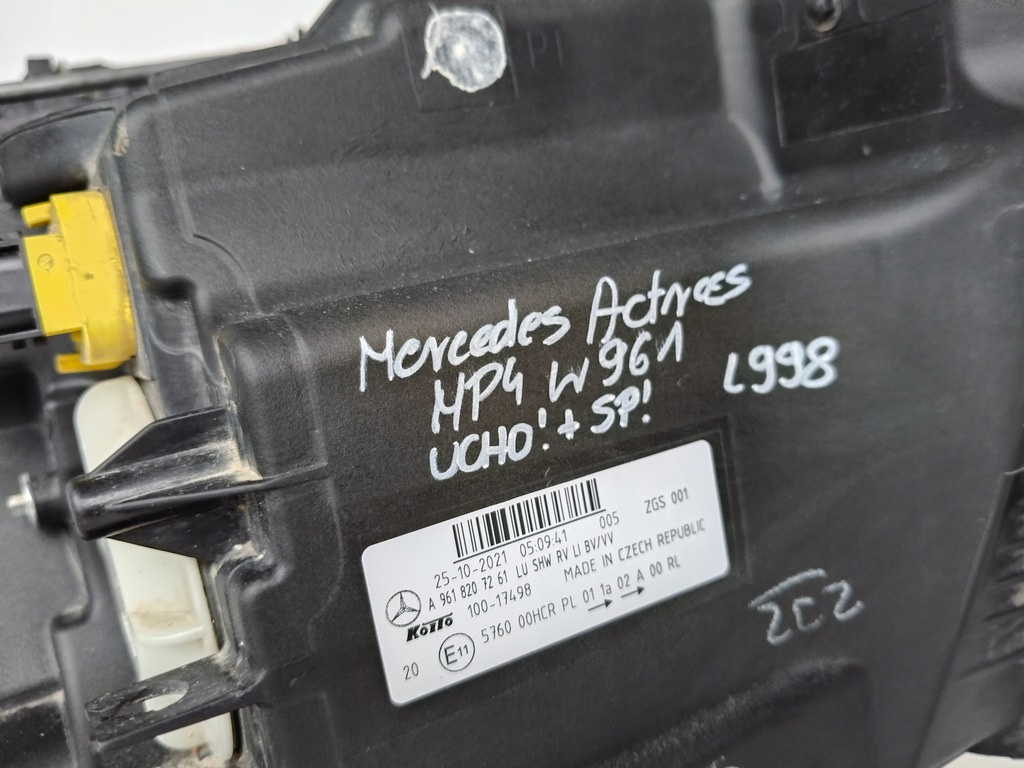 Mercedes Actros
MP4 W961
UCHO! + SP!
L998
005
ZGS 001
25-10-2021 05:09:41
A 961 820 72 61 LU SHW RV LI BV/VV
KOITO 100-17498 MADE IN CZECH REPUBLIC
20 E11 5760 00HCR PL 01 1a 02 A 00 RL